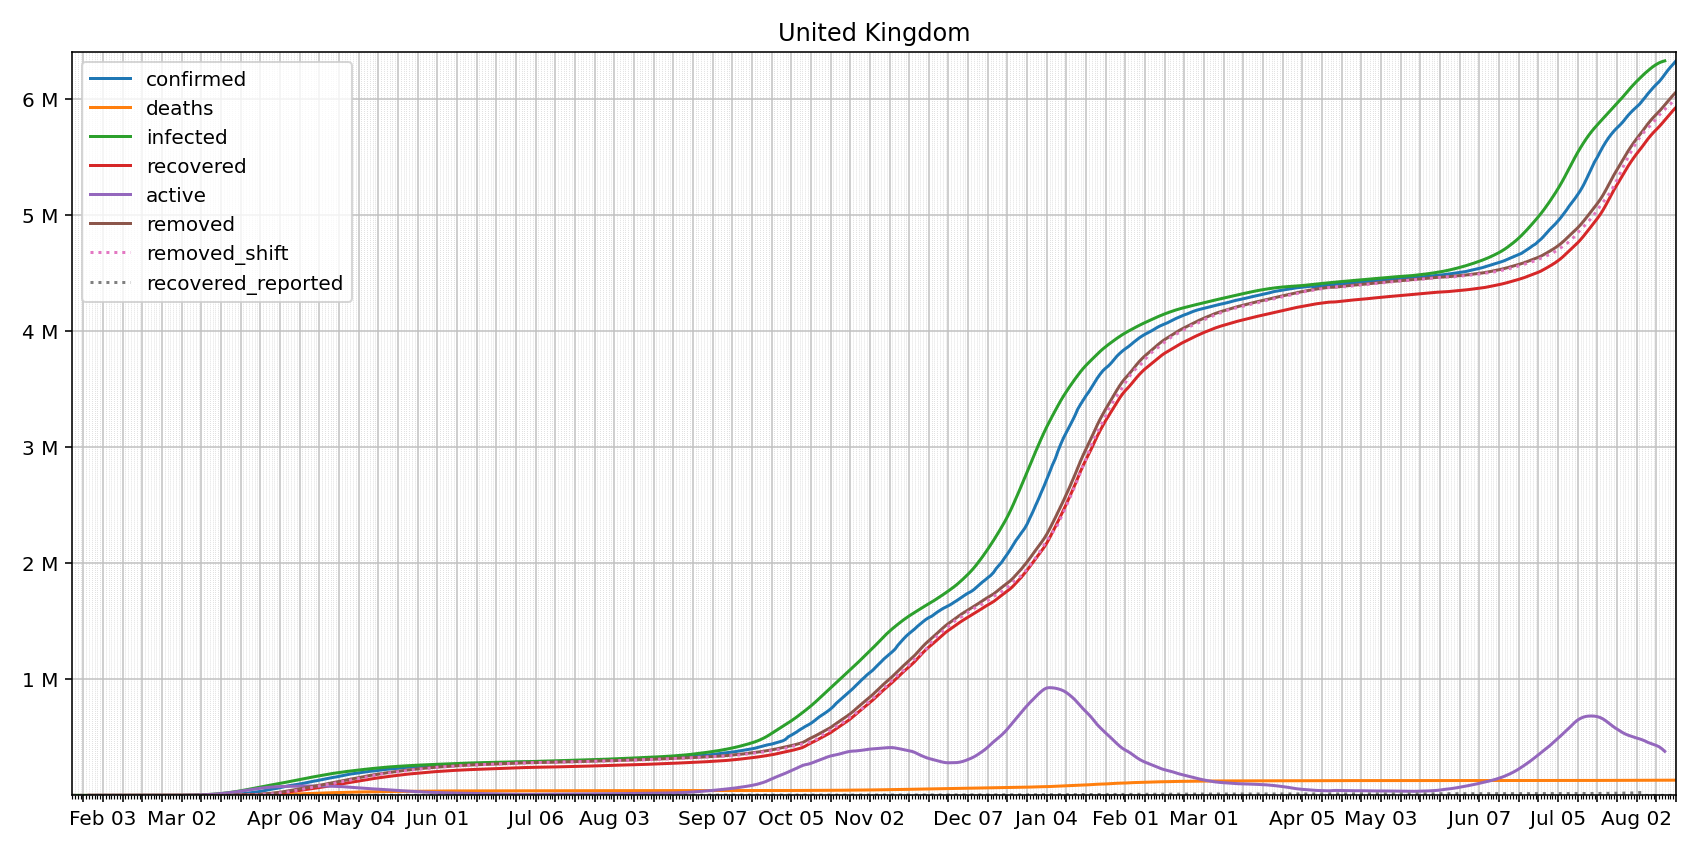 United Kingdom
confirmed
deaths
infected
recovered
active
removed
removed_shift
recovered_reported
6 M
5 M
4 M
3 M
2 M
1 M
Feb 03 Mar 02 Apr 06 May 04 Jun 01 Jul 06 Aug 03 Sep 07 Oct 05 Nov 02 Dec 07 Jan 04 Feb 01 Mar 01 Apr 05 May 03 Jun 07 Jul 05 Aug 02